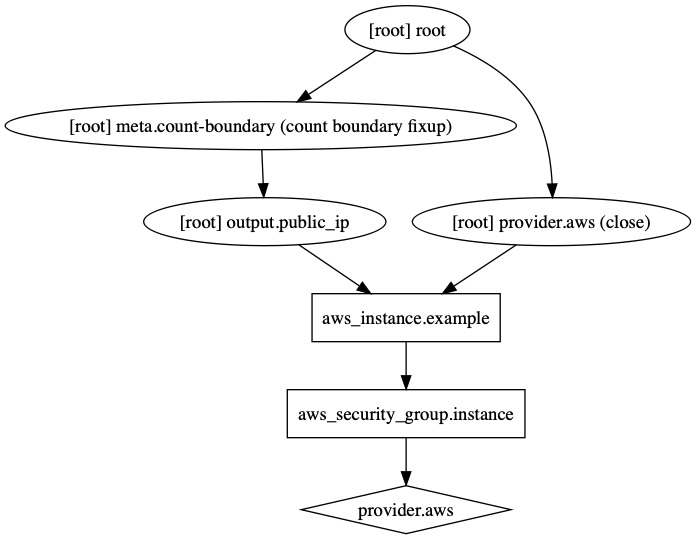 [root] root
[root] meta.count-boundary (count boundary fixup)
[root] output.public_ip
[root] provider.aws (close)
aws_instance.example
aws_security_group.instance
provider.aws